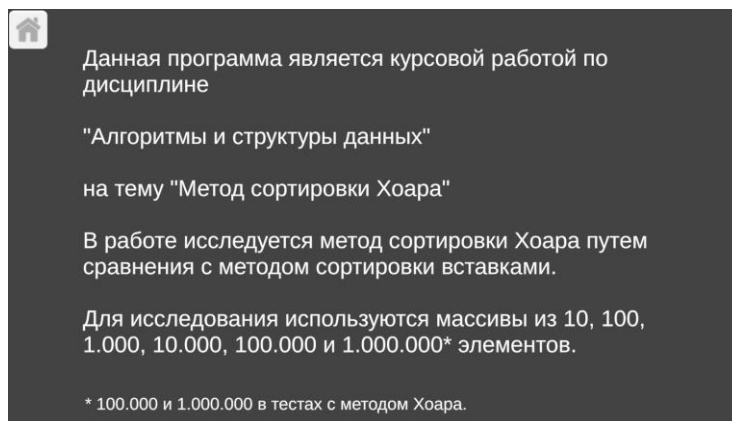 Данная программа является курсовой работой по
дисциплине
"Алгоритмы и структуры данных"
на тему "Метод сортировки Хоара"
В работе исследуется метод сортировки Хоара путем
сравнения с методом сортировки вставками.
Для исследования используются массивы из 10, 100,
1.000, 10.000, 100.000 и 1.000.000* элементов.
* 100.000 и 1.000.000 в тестах с методом Хоара.